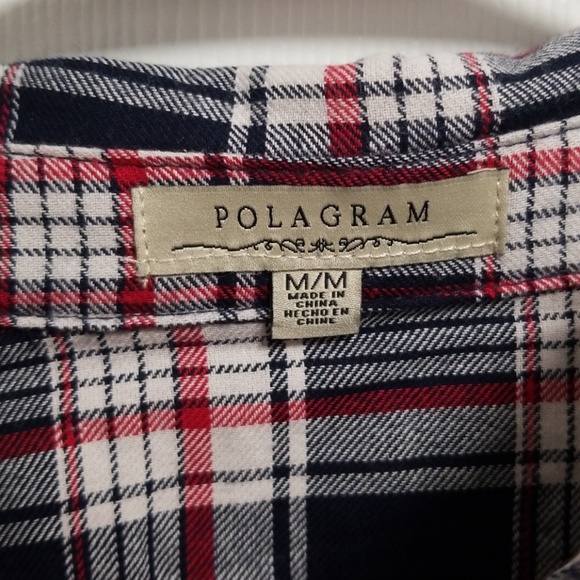 POLAGRAM
M/M
MADE IN
CHINA
HECHO EN
CHINE